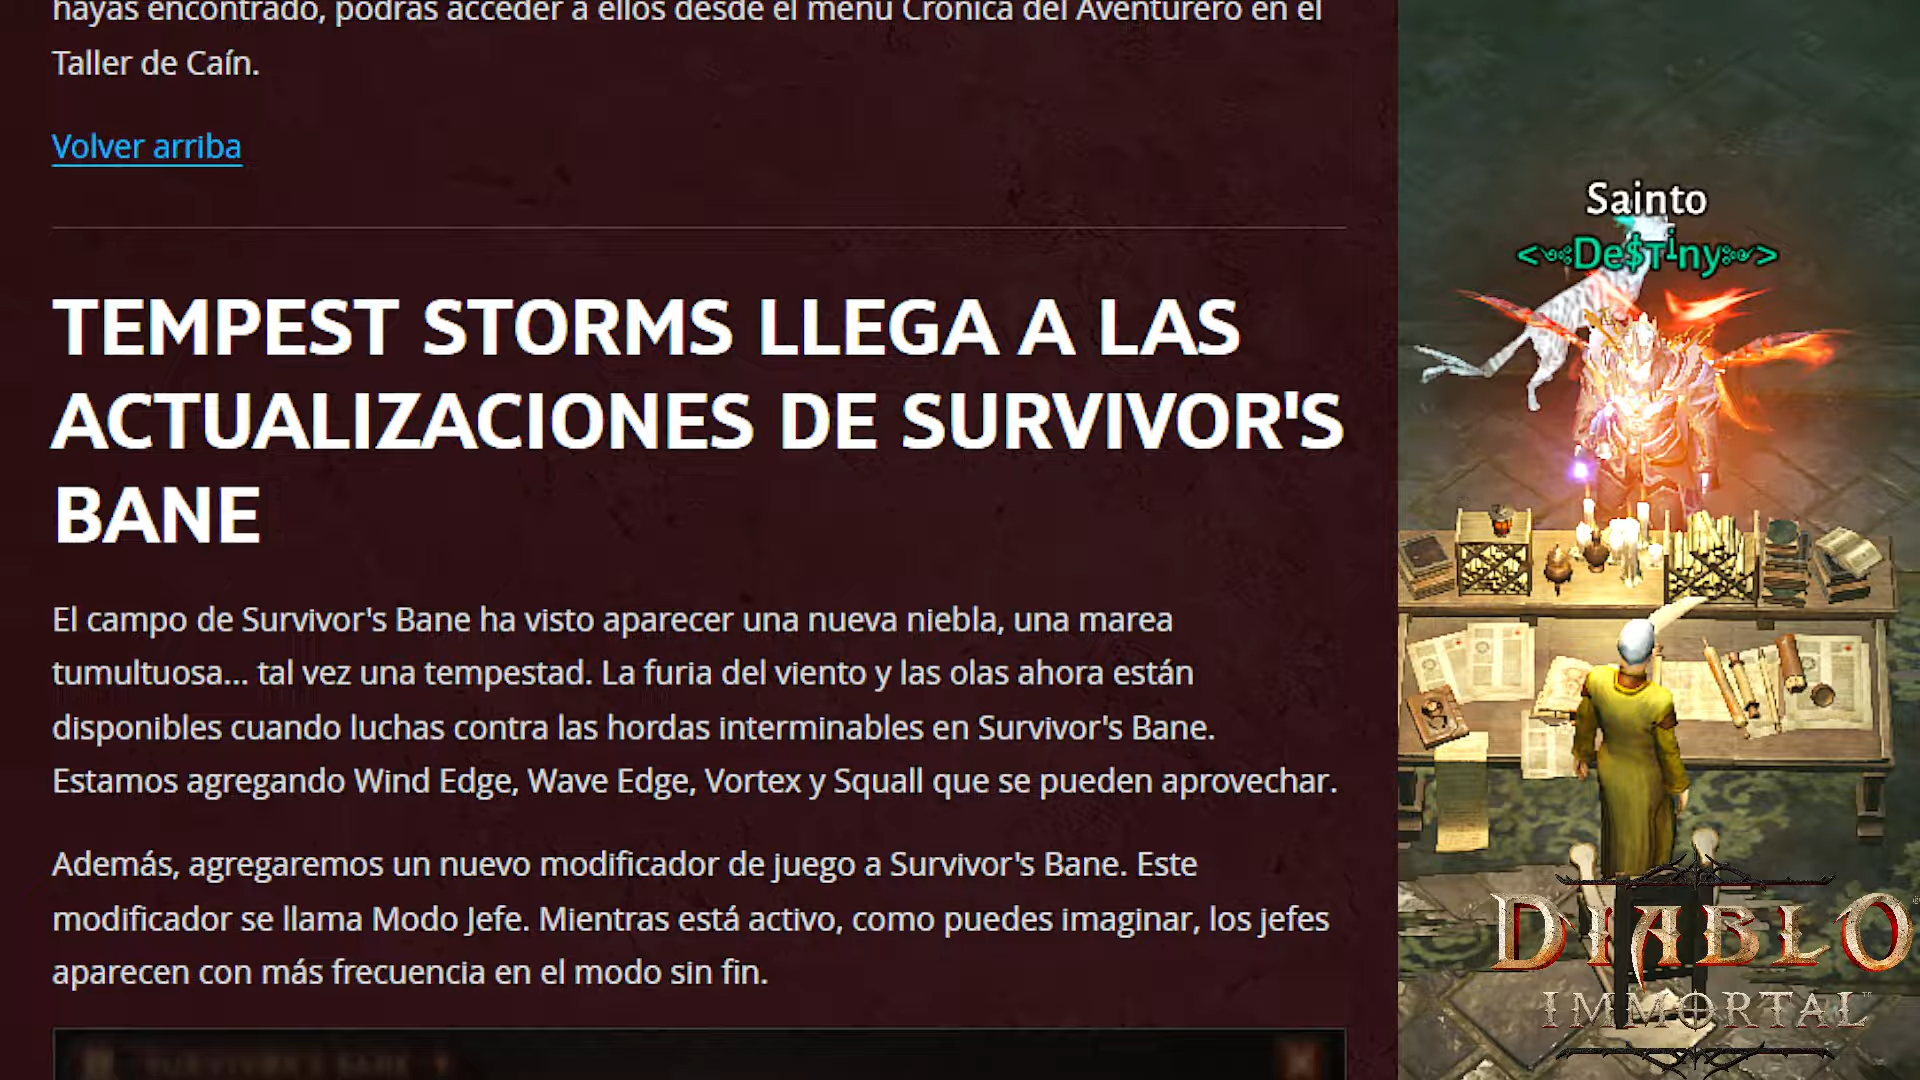 hayas encontrado, podrás acceder a ellos desde el menú Crónica del Aventurero en el
Taller de Caín.
Volver arriba
TEMPEST STORMS LLEGA A LAS
ACTUALIZACIONES DE SURVIVOR'S
BANE
El campo de Survivor's Bane ha visto aparecer una nueva niebla, una marea
tumultuosa... tal vez una tempestad. La furia del viento y las olas ahora están
disponibles cuando luchas contra las hordas interminables en Survivor's Bane.
Estamos agregando Wind Edge, Wave Edge, Vortex y Squall que se pueden aprovechar.
Además, agregaremos un nuevo modificador de juego a Survivor's Bane. Este
modificador se llama Modo Jefe. Mientras está activo, como puedes imaginar, los jefes
aparecen con más frecuencia en el modo sin fin.
SURVIVOR'S BANE
Sainto
<De$Tiny>
DIABLO
IMMORTAL